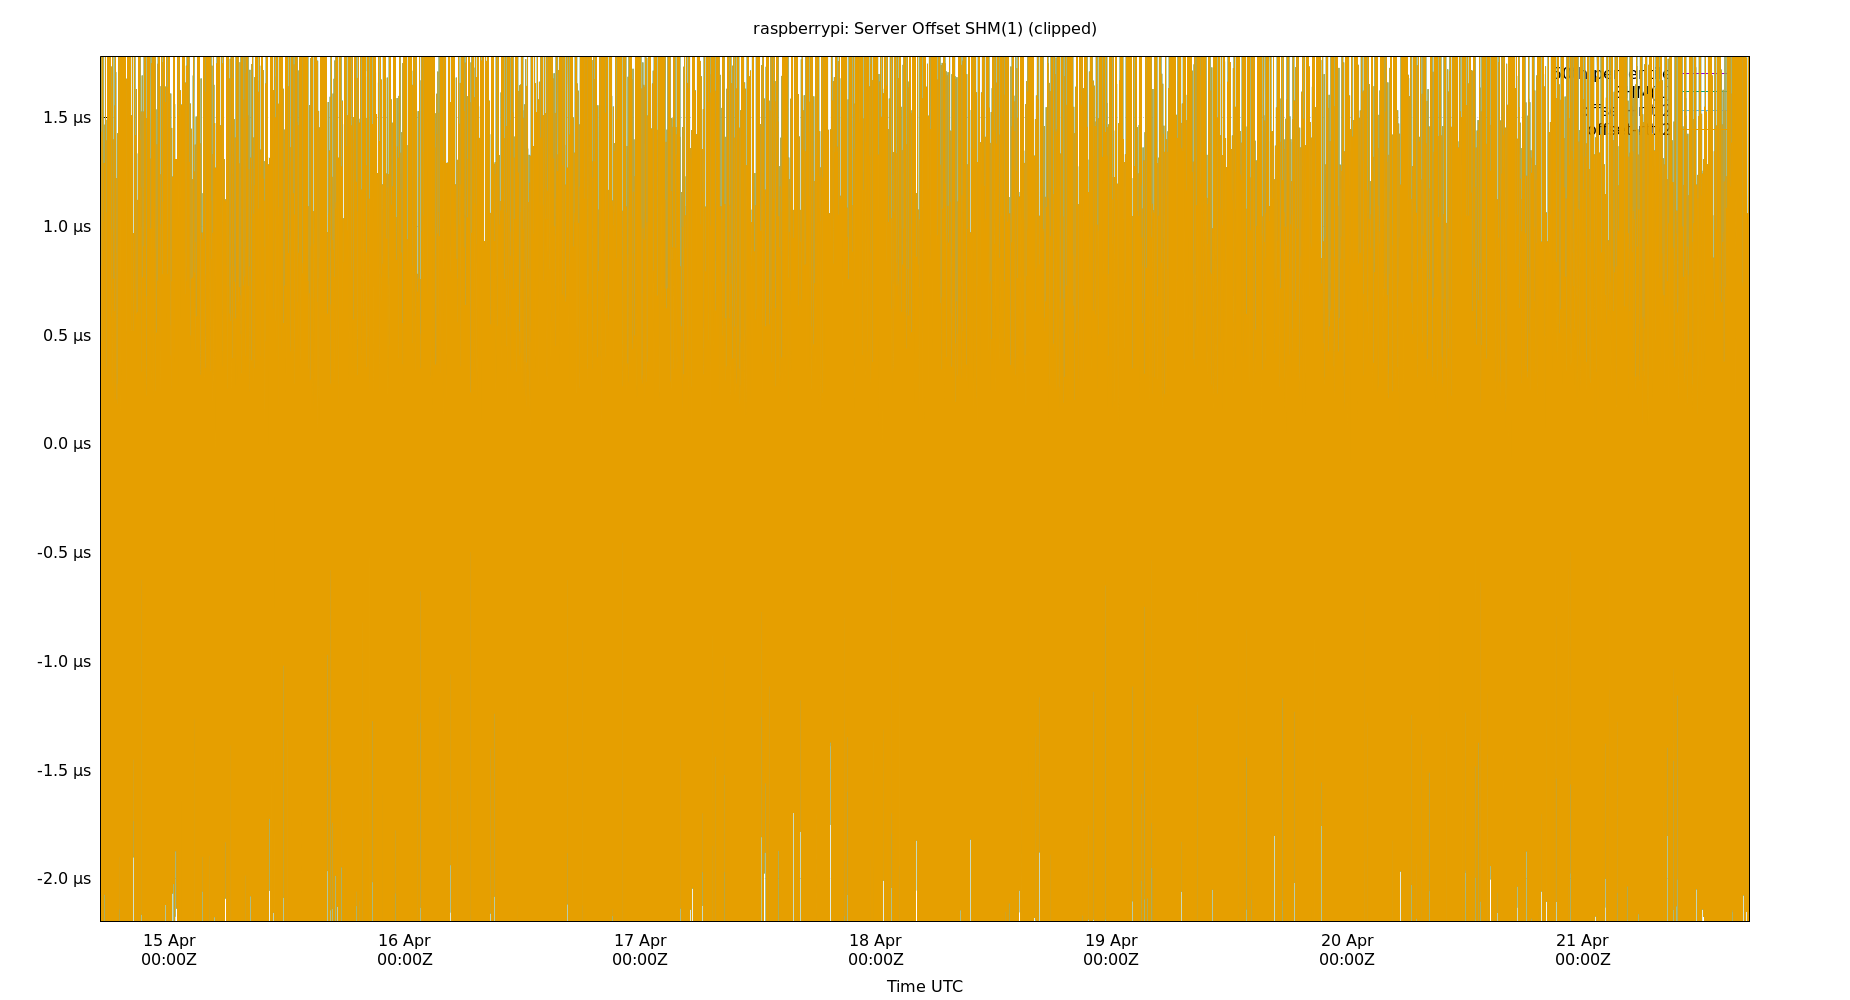 raspberrypi: Server Offset SHM(1) (clipped)
1.5 µs
1.0 µs
0.5 µs
0.0 µs
-0.5 µs
-1.0 µs
-1.5 µs
-2.0 µs
15 Apr 16 Apr 17 Apr 18 Apr 19 Apr 20 Apr 21 Apr
00:00Z 00:00Z 00:00Z 00:00Z 00:00Z 00:00Z 00:00Z
Time UTC